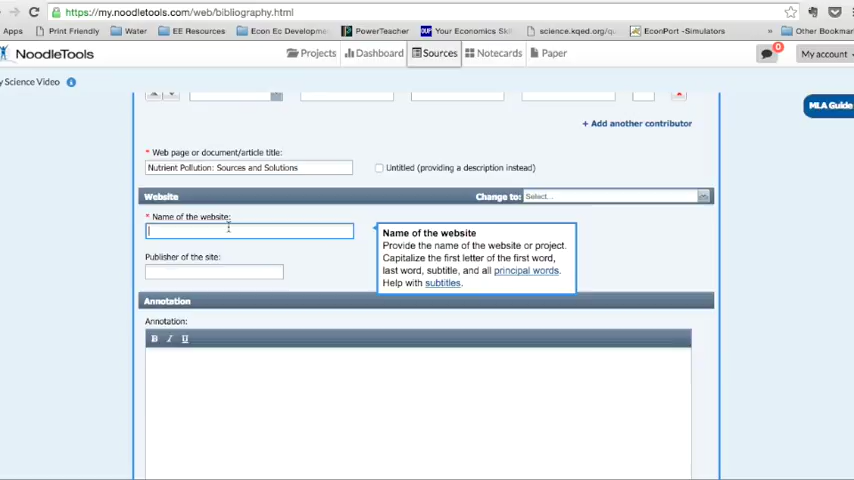 https://my.noodletools.com/web/bibliography.html
Apps Print Friendly Water EE Resources Econ Ec Developme PowerTeacher OUP Your Economics Skil science.kqed.org/qu EconPort -Simulators » Other Bookmar
NoodleTools Projects Dashboard Sources Notecards Paper 0 My account
y Science Video i
MLA Guide
+ Add another contributor
* Web page or document/article title:
Nutrient Pollution: Sources and Solutions Untitled (providing a description instead)
Website Change to: Select...
* Name of the website:
Name of the website
Provide the name of the website or project.
Capitalize the first letter of the first word,
last word, subtitle, and all principal words.
Help with subtitles.
Publisher of the site:
Annotation
Annotation:
B I U